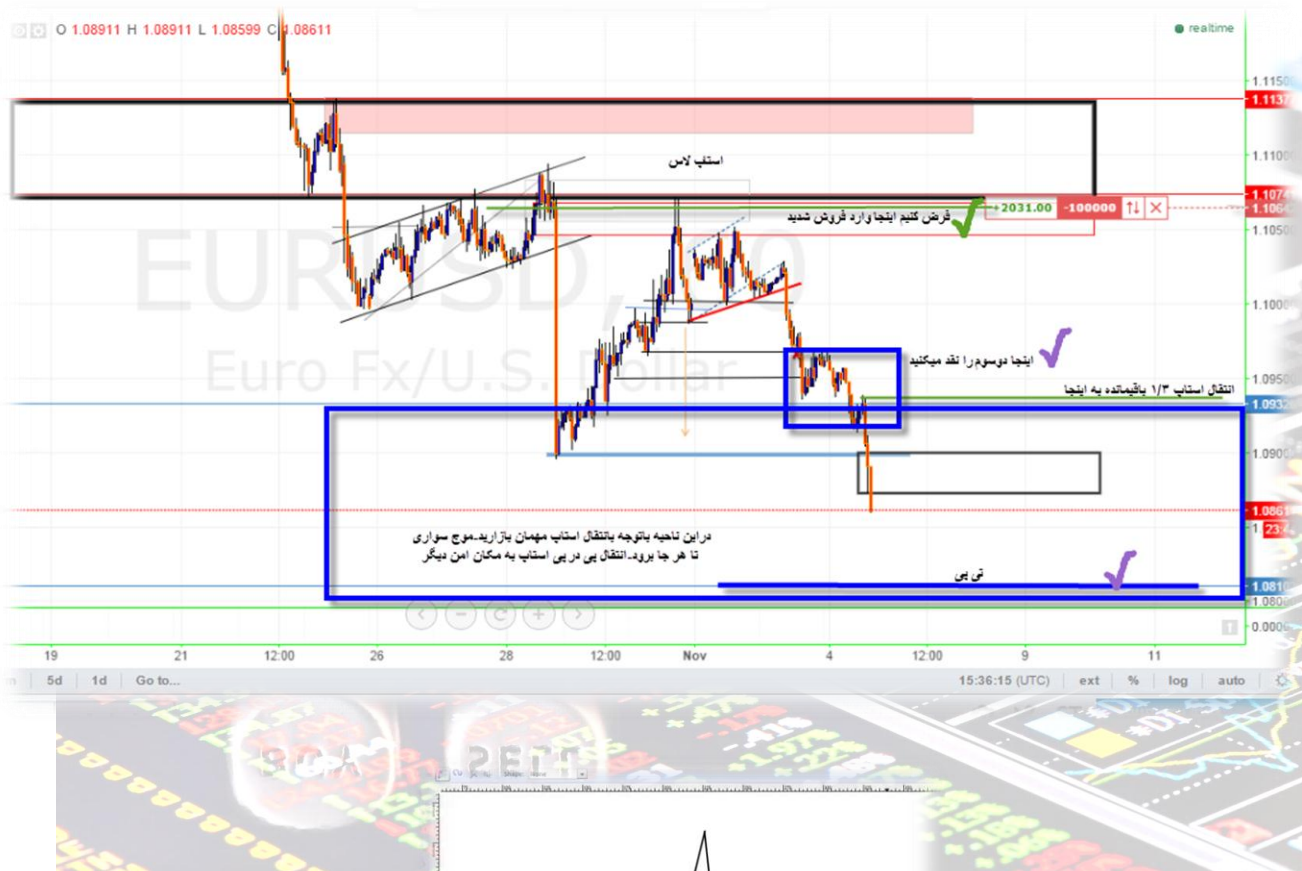 O 1.08911 H 1.08911 L 1.08599 C 1.08611
realtime
1.1150
1.1137
استاپ لاس
1.1100
1.1074
+2031.00 -100000
1.1064
فرض کنیم اینجا وارد فروش شدید
1.1050
EURUSD
1.1000
Euro Fx/U.S. Dollar
اینجا دوسوم را نقد میکنید
1.0950
انتقال استاپ ۱/۳ باقیمانده به اینجا
1.0932
1.0900
1.0861
23:4
دراین ناحیه باتوجه باانتقال استاپ مهمان بازارید.موج سواری
تا هر جا برود.انتقال پی در پی استاپ به مکان امن دیگر
تی پی
1.0810
1.0800
0.0000
19 21 12:00 26 28 12:00 Nov 4 12:00 9 11
5d 1d Go to... 15:36:15 (UTC) ext % log auto